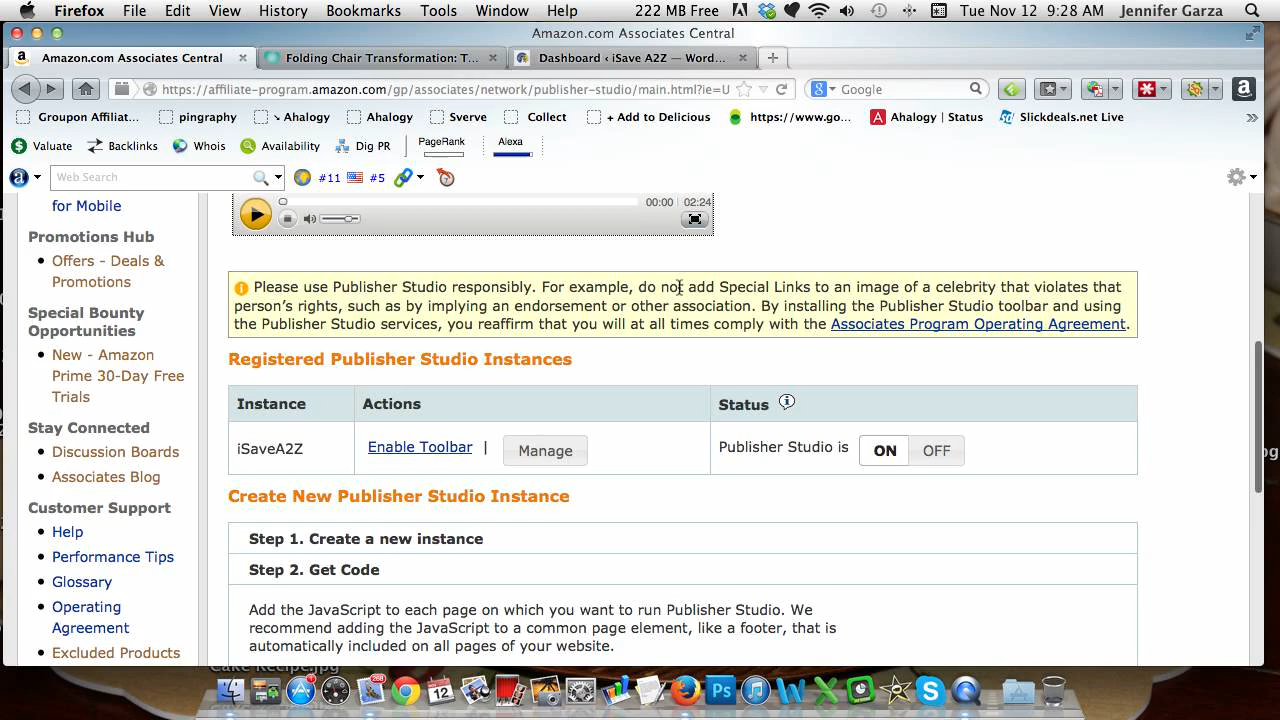 Firefox File Edit View History Bookmarks Tools Window Help 222 MB Free Tue Nov 12 9:28 AM Jennifer Garza
Amazon.com Associates Central
Amazon.com Associates Central Folding Chair Transformation: T... Dashboard ‹ iSave A2Z — Word...
https://affiliate-program.amazon.com/gp/associates/network/publisher-studio/main.html?ie=U Google
Groupon Affiliat... pingraphy Ahalogy Ahalogy Sverve Collect + Add to Delicious https://www.go... Ahalogy | Status Slickdeals.net Live
Valuate Backlinks Whois Availability Dig PR PageRank Alexa
Web Search #11 #5
for Mobile
Promotions Hub
Offers - Deals &
Promotions
Special Bounty
Opportunities
New - Amazon
Prime 30-Day Free
Trials
Stay Connected
Discussion Boards
Associates Blog
Customer Support
Help
Performance Tips
Glossary
Operating
Agreement
Excluded Products
00:00 02:24
Please use Publisher Studio responsibly. For example, do not add Special Links to an image of a celebrity that violates that
person's rights, such as by implying an endorsement or other association. By installing the Publisher Studio toolbar and using
the Publisher Studio services, you reaffirm that you will at all times comply with the Associates Program Operating Agreement.
Registered Publisher Studio Instances
Instance Actions Status
iSaveA2Z Enable Toolbar | Manage Publisher Studio is ON OFF
Create New Publisher Studio Instance
Step 1. Create a new instance
Step 2. Get Code
Add the JavaScript to each page on which you want to run Publisher Studio. We
recommend adding the JavaScript to a common page element, like a footer, that is
automatically included on all pages of your website.
Cake Recipe.jpg